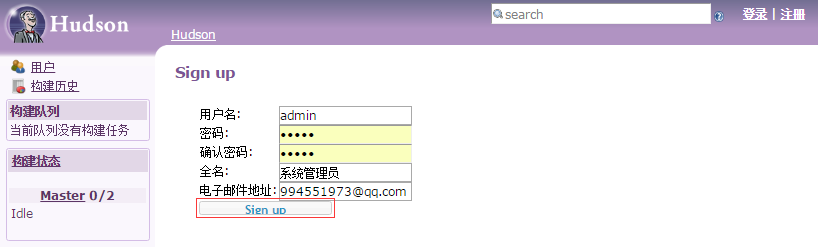 Hudson
search
登录 | 注册
Hudson
用户
构建历史
构建队列
当前队列没有构建任务
构建状态
Master 0/2
Idle
Sign up
用户名: admin
密码: •••••
确认密码: •••••
全名: 系统管理员
电子邮件地址: 994551973@qq.com
Sign up